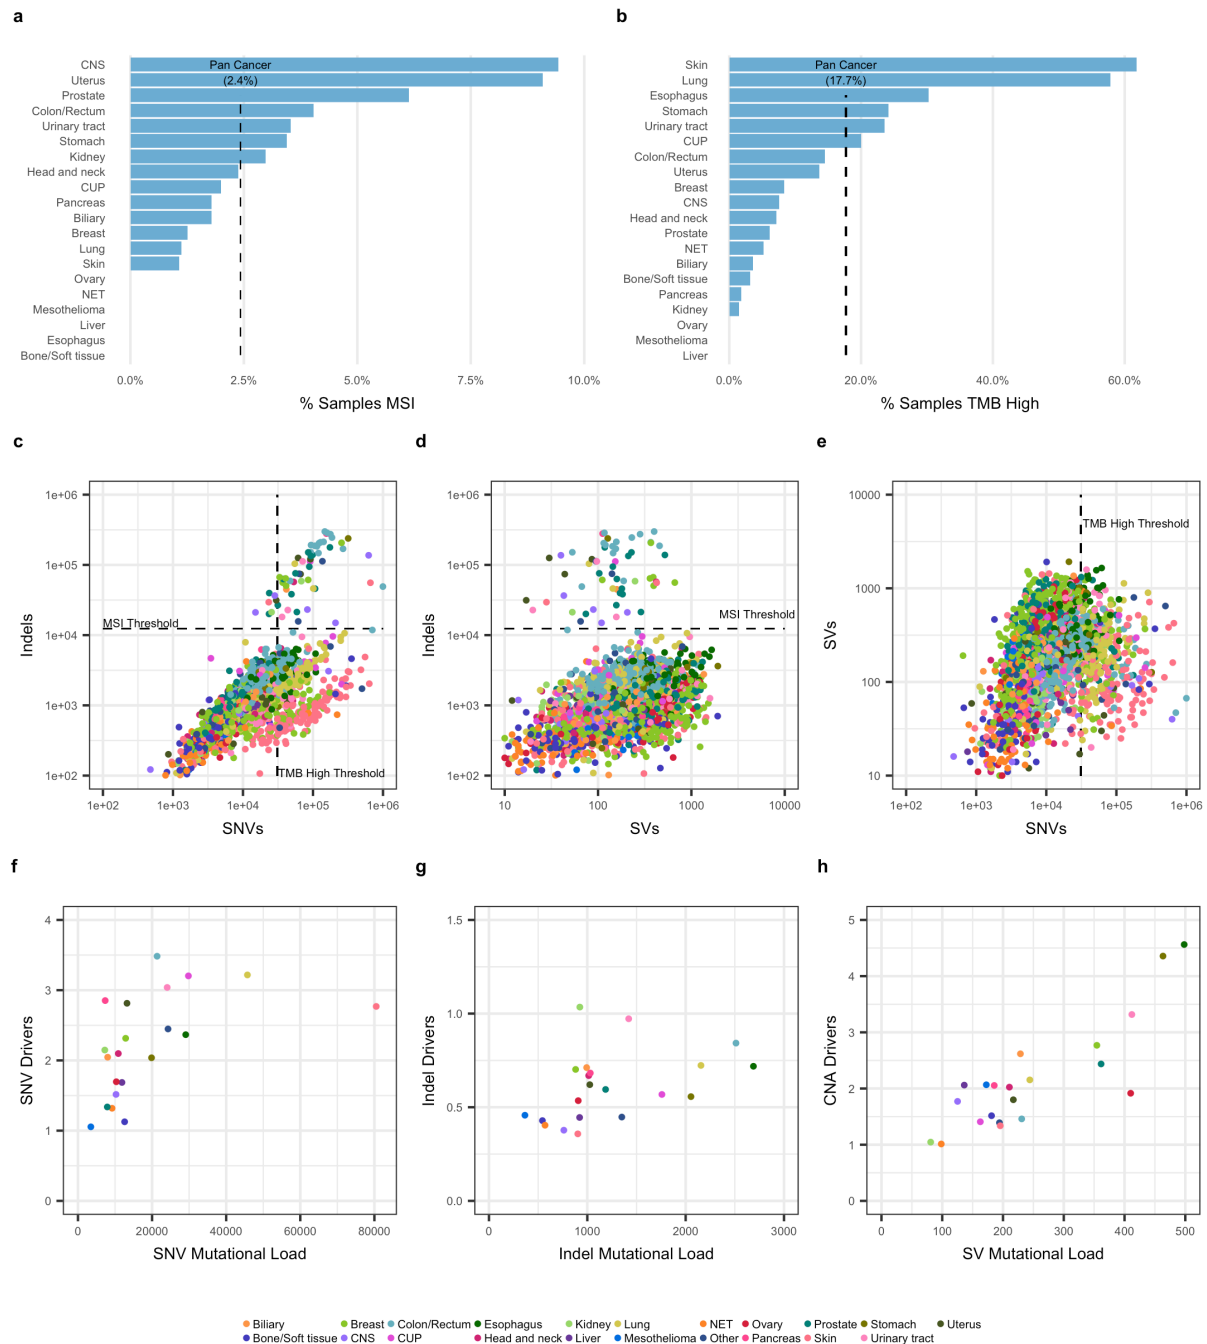 a
CNS
Uterus
Prostate
Colon/Rectum
Urinary tract
Stomach
Kidney
Head and neck
CUP
Pancreas
Biliary
Breast
Lung
Skin
Ovary
NET
Mesothelioma
Liver
Esophagus
Bone/Soft tissue
Pan Cancer
(2.4%)
0.0% 2.5% 5.0% 7.5% 10.0%
% Samples MSI
b
Skin
Lung
Esophagus
Stomach
Urinary tract
CUP
Colon/Rectum
Uterus
Breast
CNS
Head and neck
Prostate
NET
Biliary
Bone/Soft tissue
Pancreas
Kidney
Ovary
Mesothelioma
Liver
Pan Cancer
(17.7%)
0.0% 20.0% 40.0% 60.0%
% Samples TMB High
c
Indels
1e+06
1e+05
1e+04
1e+03
1e+02
MSI Threshold
TMB High Threshold
1e+02 1e+03 1e+04 1e+05 1e+06
SNVs
d
Indels
1e+06
1e+05
1e+04
1e+03
1e+02
MSI Threshold
10 100 1000 10000
SVs
e
SVs
10000
1000
100
10
TMB High Threshold
1e+02 1e+03 1e+04 1e+05 1e+06
SNVs
f
SNV Drivers
4
3
2
1
0
0 20000 40000 60000 80000
SNV Mutational Load
g
Indel Drivers
1.5
1.0
0.5
0.0
0 1000 2000 3000
Indel Mutational Load
h
CNA Drivers
5
4
3
2
1
0
0 100 200 300 400 500
SV Mutational Load
Biliary Breast Colon/Rectum Esophagus Kidney Lung NET Ovary Prostate Stomach Uterus
Bone/Soft tissue CNS CUP Head and neck Liver Mesothelioma Other Pancreas Skin Urinary tract